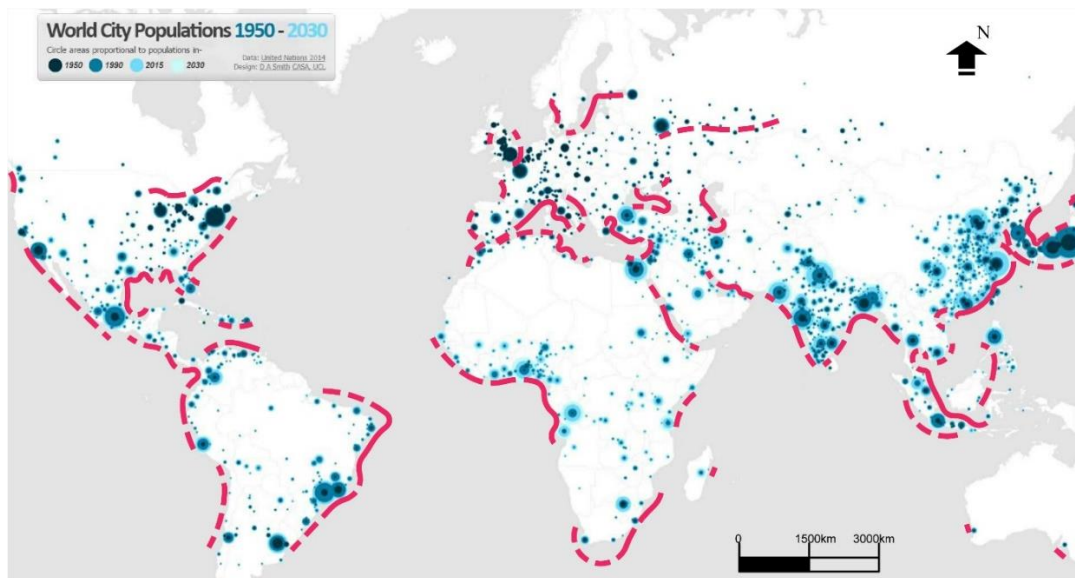 World City Populations 1950 - 2030
Circle areas proportional to populations in-
1950 1990 2015 2030
Data: United Nations 2014
Design: D A Smith CASA, UCL
N
0 1500km 3000km